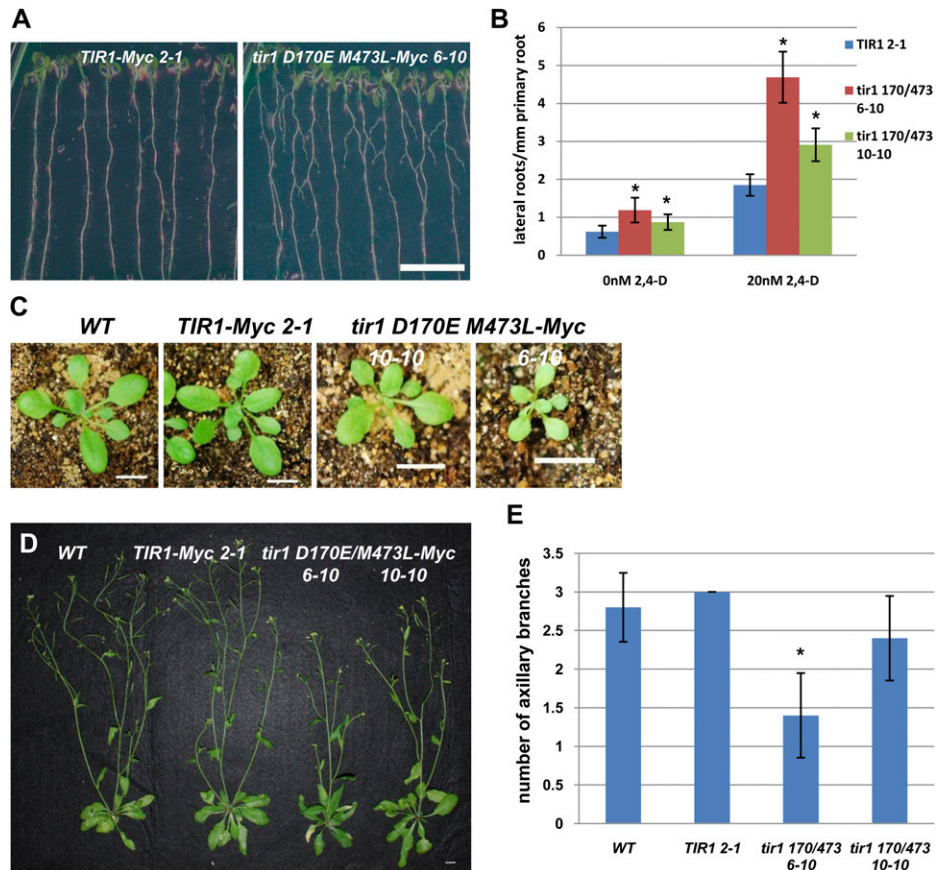 A
TIR1-Myc 2-1
tir1 D170E M473L-Myc 6-10
B
lateral roots/mm primary root
6
5
4
3
2
1
0
*
*
*
*
0nM 2,4-D
20nM 2,4-D
TIR1 2-1
tir1 170/473
6-10
tir1 170/473
10-10
C
WT
TIR1-Myc 2-1
tir1 D170E M473L-Myc
10-10
6-10
D
WT
TIR1-Myc 2-1
tir1 D170E/M473L-Myc
6-10
10-10
E
number of axillary branches
3.5
3
2.5
2
1.5
1
0.5
0
*
WT
TIR1 2-1
tir1 170/473
6-10
tir1 170/473
10-10